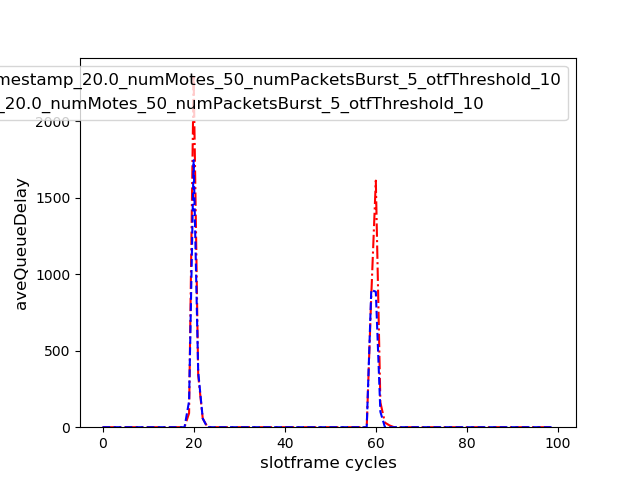 mestamp_20.0_numMotes_50_numPacketsBurst_5_otfThreshold_10
_20.0_numMotes_50_numPacketsBurst_5_otfThreshold_10
2000
1500
1000
500
0
aveQueueDelay
0 20 40 60 80 100
slotframe cycles